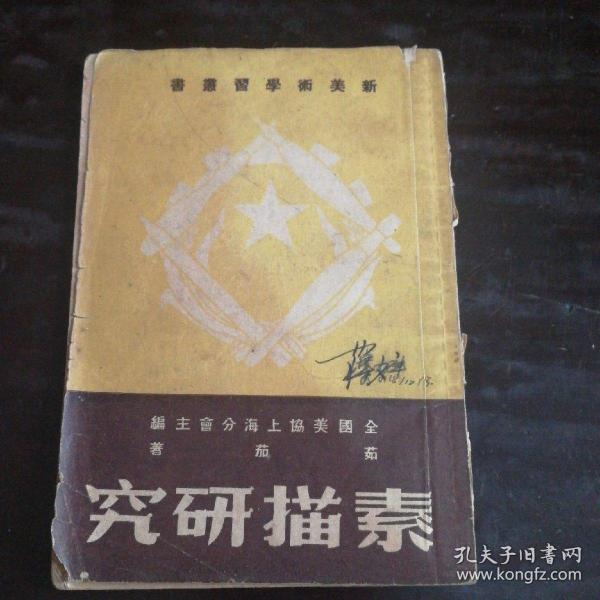 新美術學習叢書
全國美協上海分會主編
茹茄著
素描研究
孔夫子旧书网
www.kongfz.com